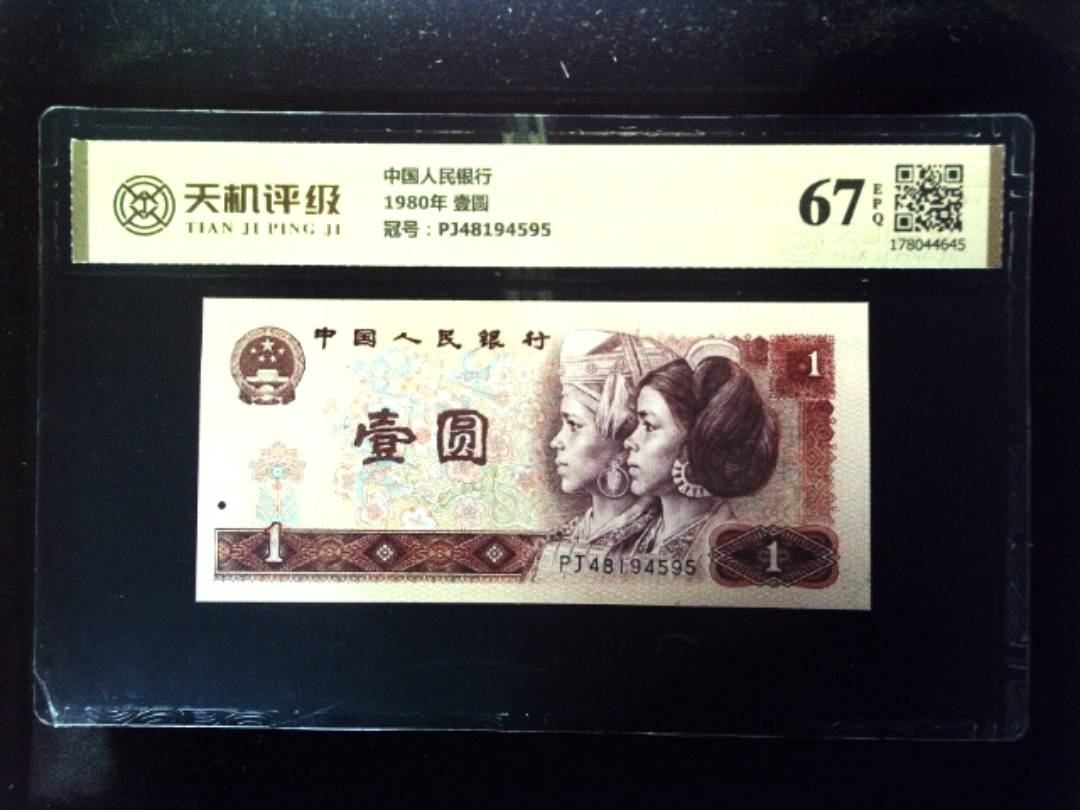 天机评级
TIAN JI PING JI
中国人民银行
1980年 壹圆
冠号：PJ48194595
67
EPQ
178044645
中国人民銀行
1
壹圆
1
PJ48194595
1